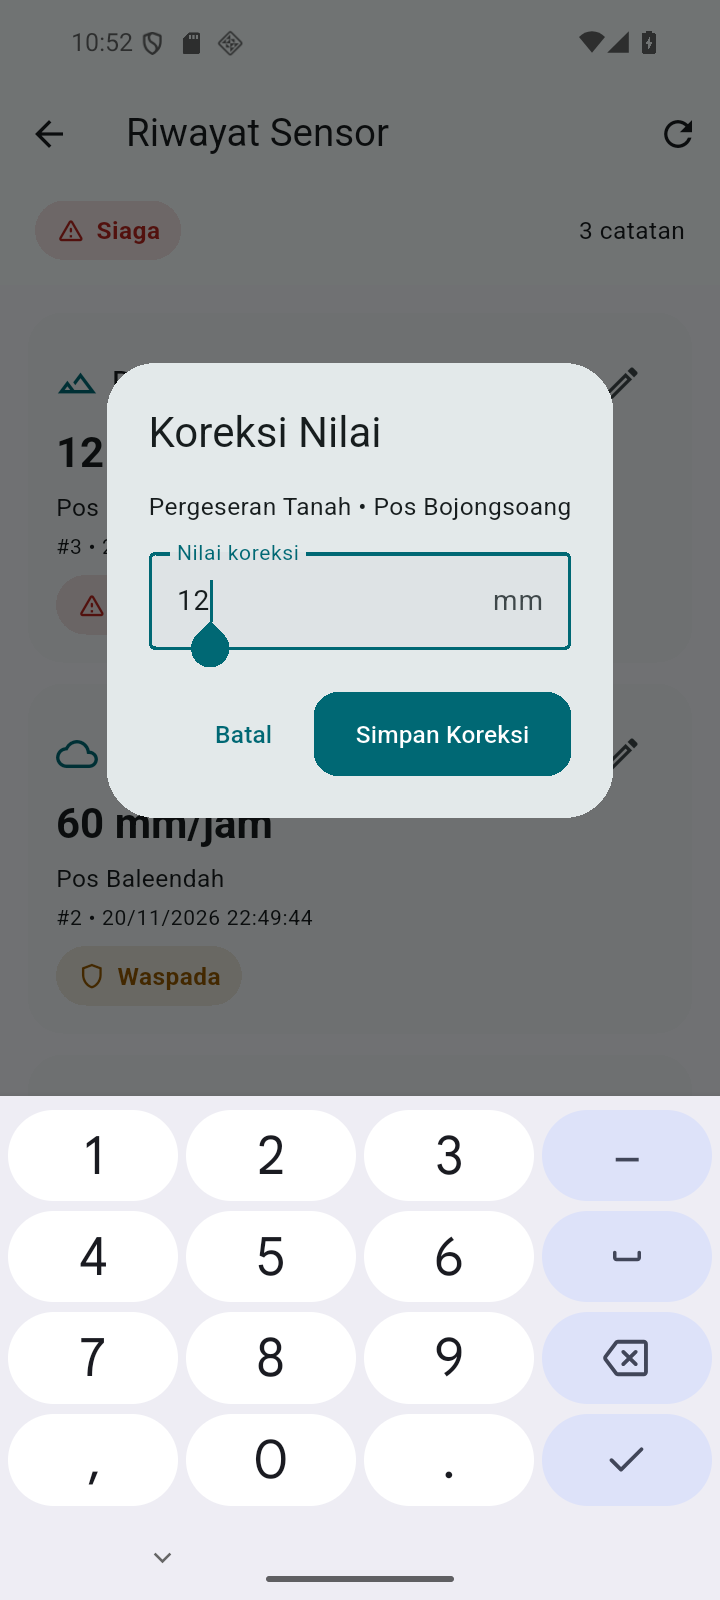 10:52
Riwayat Sensor
Siaga
3 catatan
12
Pos
#3 •
Koreksi Nilai
Pergeseran Tanah • Pos Bojongsoang
Nilai koreksi
12 mm
Batal
Simpan Koreksi
60 mm/jam
Pos Baleendah
#2 • 20/11/2026 22:49:44
Waspada
1 2 3 –
4 5 6
7 8 9
, 0 .